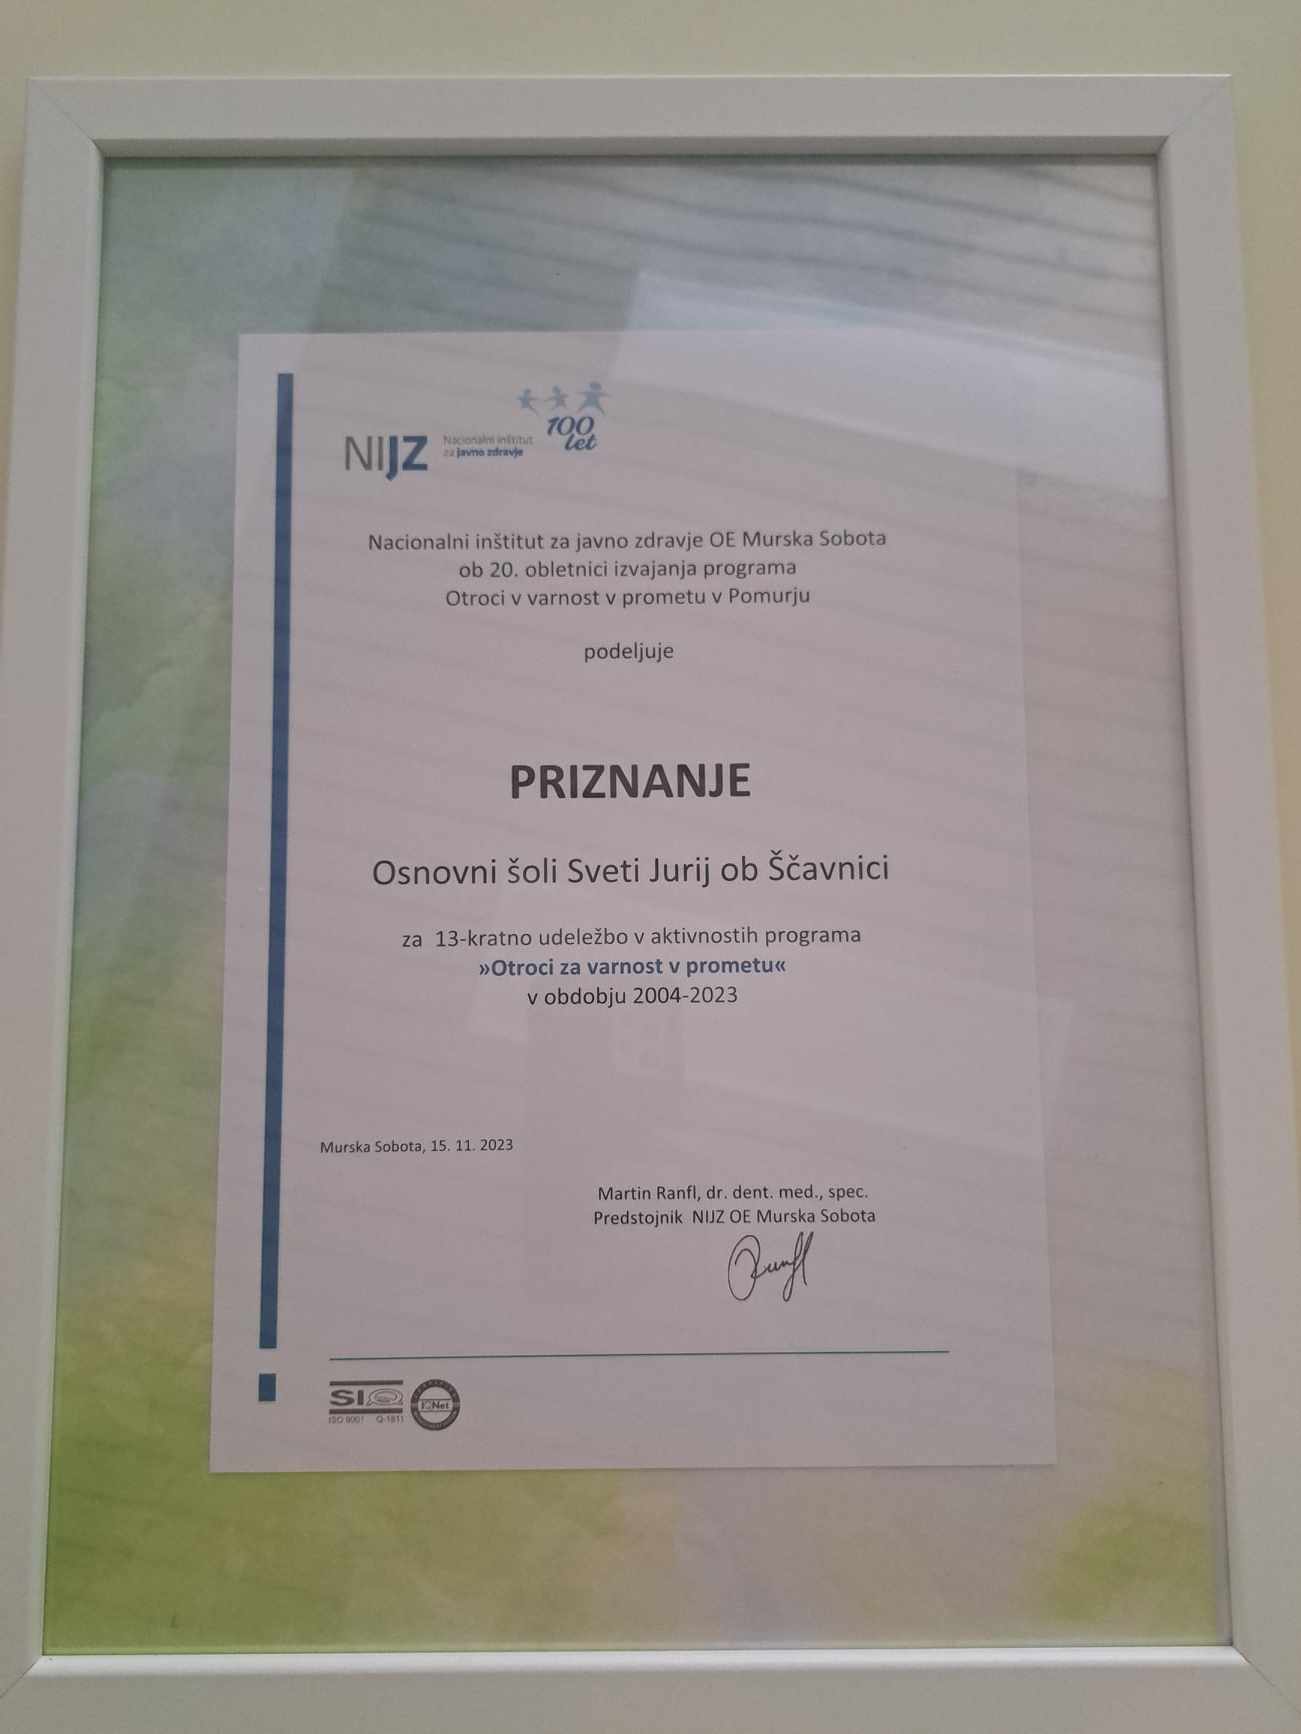 NIJZ Nacionalni inštitut
za javno zdravje
100
let
Nacionalni inštitut za javno zdravje OE Murska Sobota
ob 20. obletnici izvajanja programa
Otroci v varnost v prometu v Pomurju
podeljuje
PRIZNANJE
Osnovni šoli Sveti Jurij ob Ščavnici
za 13-kratno udeležbo v aktivnostih programa
»Otroci za varnost v prometu«
v obdobju 2004-2023
Murska Sobota, 15. 11. 2023
Martin Ranfl, dr. dent. med., spec.
Predstojnik NIJZ OE Murska Sobota
Ranfl
SIQ
ISO 9001 Q-1811
IQNet